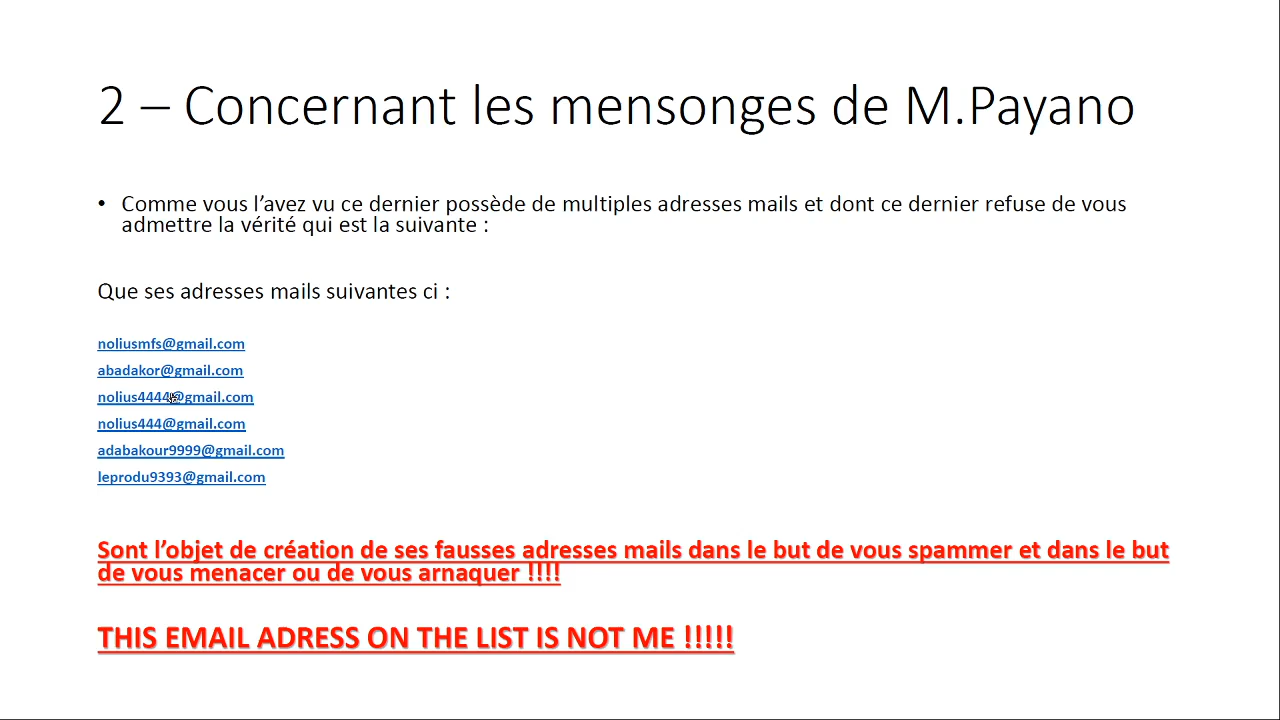 2 – Concernant les mensonges de M.Payano
• Comme vous l’avez vu ce dernier possède de multiples adresses mails et dont ce dernier refuse de vous
admettre la vérité qui est la suivante :
Que ses adresses mails suivantes ci :
noliusmfs@gmail.com
abadakor@gmail.com
nolius4444@gmail.com
nolius444@gmail.com
adabakour9999@gmail.com
leprodu9393@gmail.com
Sont l’objet de création de ses fausses adresses mails dans le but de vous spammer et dans le but
de vous menacer ou de vous arnaquer !!!!
THIS EMAIL ADRESS ON THE LIST IS NOT ME !!!!!